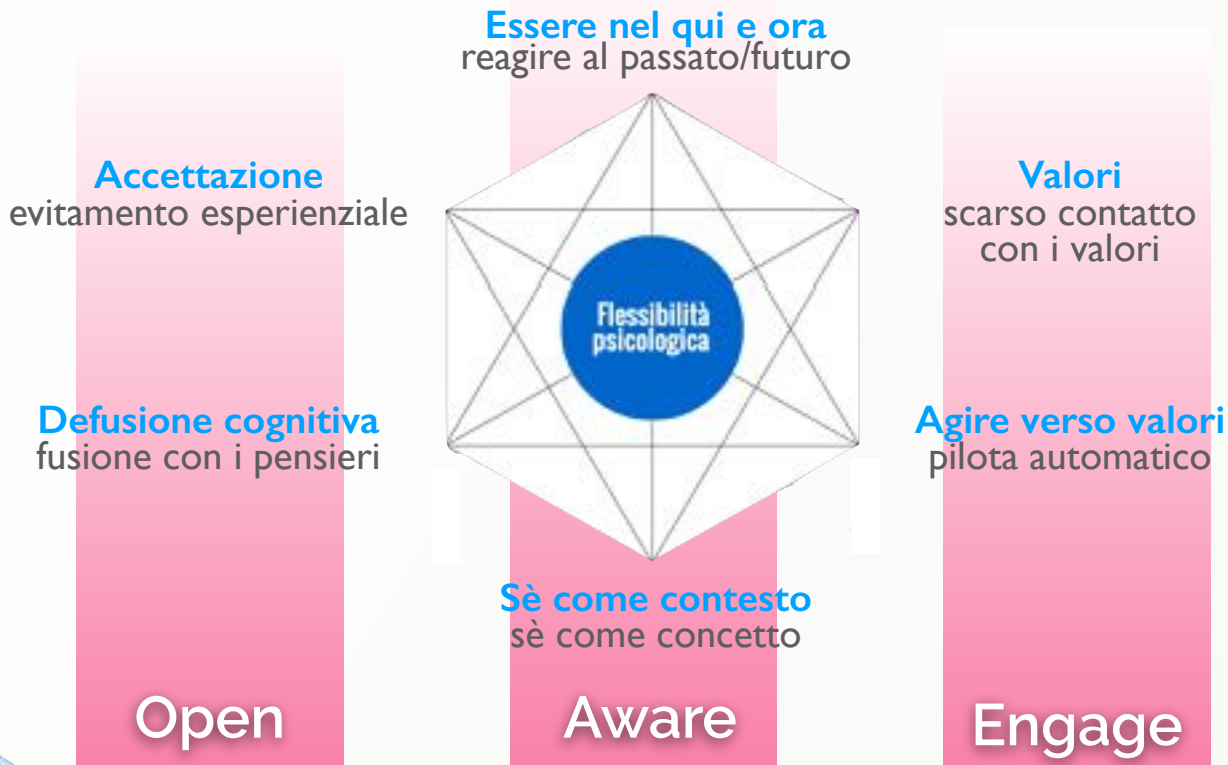 Essere nel qui e ora
reagire al passato/futuro
Accettazione
evitamento esperienziale
Valori
scarso contatto
con i valori
Flessibilità
psicologica
Defusione cognitiva
fusione con i pensieri
Agire verso valori
pilota automatico
Sè come contesto
sè come concetto
Open
Aware
Engage